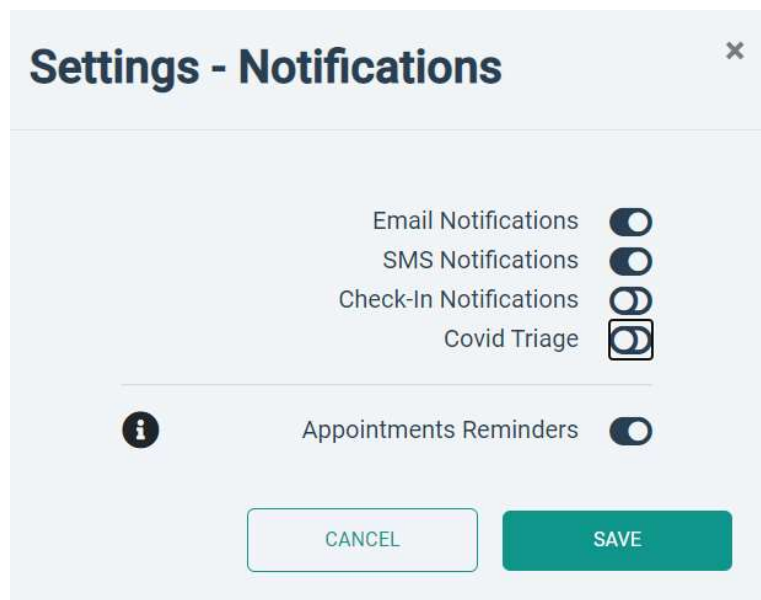 Settings - Notifications
Email Notifications
SMS Notifications
Check-In Notifications
Covid Triage
Appointments Reminders
CANCEL SAVE